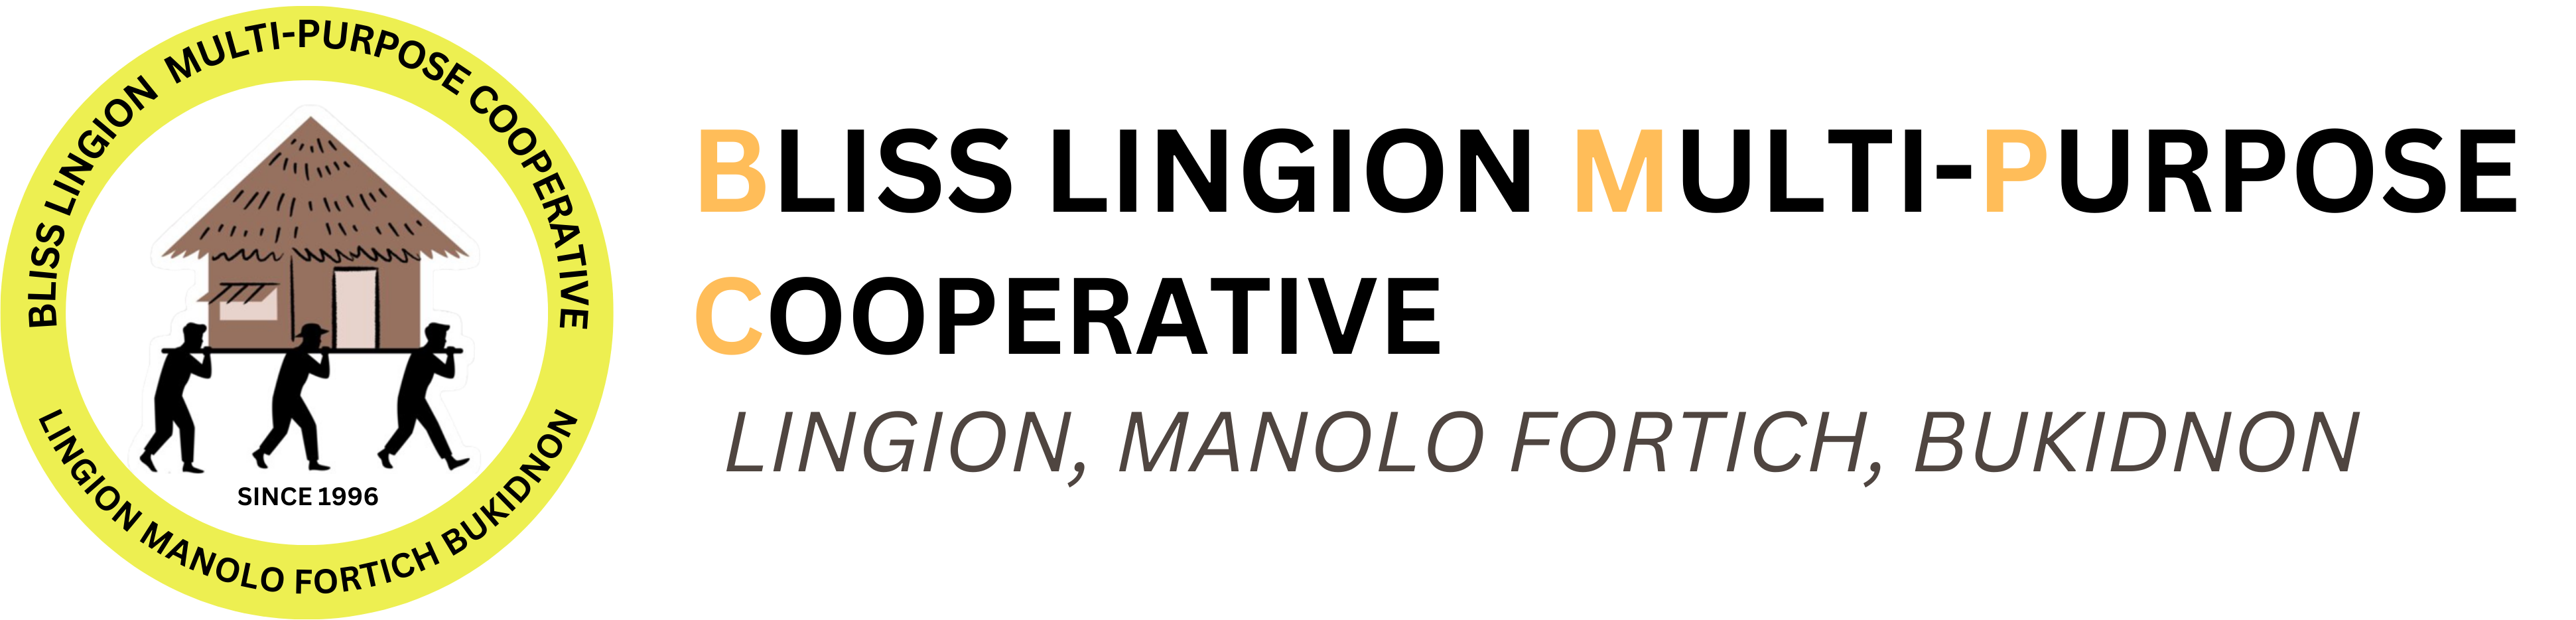 BLISS LINGION MULTI-PURPOSE COOPERATIVE
SINCE 1996
LINGION MANOLO FORTICH BUKIDNON
BLISS LINGION MULTI-PURPOSE
COOPERATIVE
LINGION, MANOLO FORTICH, BUKIDNON